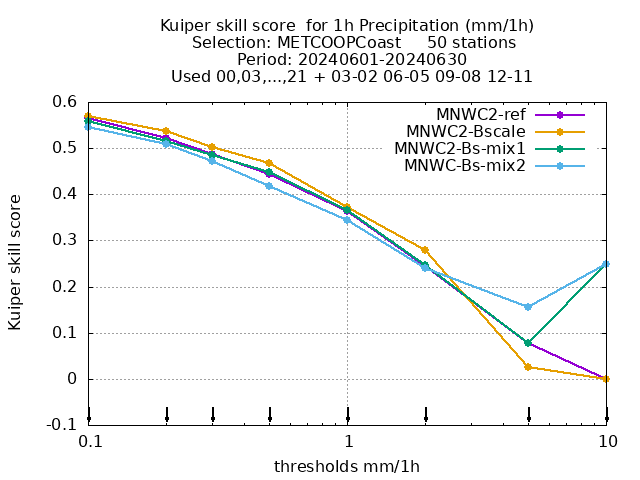 Kuiper skill score  for 1h Precipitation (mm/1h)
Selection: METCOOPCoast     50 stations
Period: 20240601-20240630
Used 00,03,...,21 + 03-02 06-05 09-08 12-11
MNWC2-ref
MNWC2-Bscale
MNWC2-Bs-mix1
MNWC-Bs-mix2
Kuiper skill score
0.6
0.5
0.4
0.3
0.2
0.1
0
-0.1
0.1 1 10
thresholds mm/1h